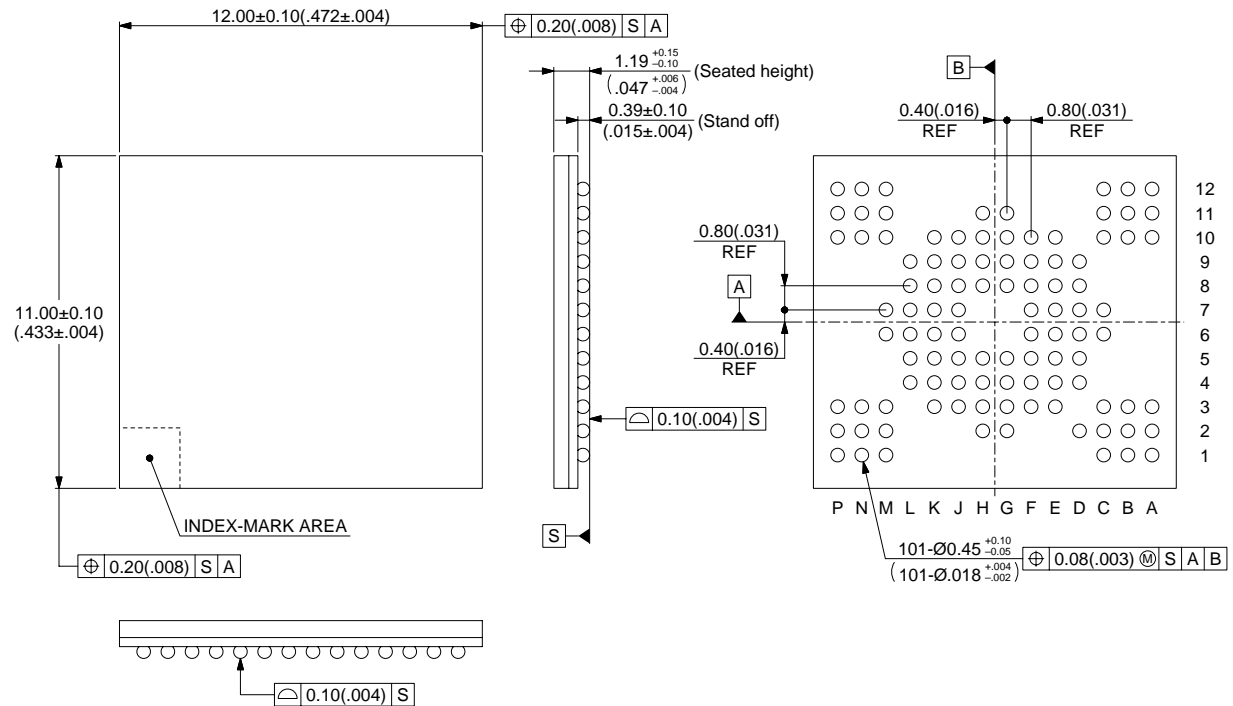 12.00±0.10(.472±.004)
⌖ 0.20(.008) S A
1.19 +0.15 –0.10 (Seated height)
(.047 +.006 –.004)
0.39±0.10 (Stand off)
(.015±.004)
B
0.40(.016)
REF
0.80(.031)
REF
12
11
10
9
8
7
6
5
4
3
2
1
0.80(.031)
REF
A
0.40(.016)
REF
11.00±0.10
(.433±.004)
⌓ 0.10(.004) S
P N M L K J H G F E D C B A
INDEX-MARK AREA
S
101-Ø0.45 +0.10 –0.05
(101-Ø.018 +.004 –.002)
⌖ 0.08(.003) Ⓜ S A B
⌖ 0.20(.008) S A
⌓ 0.10(.004) S